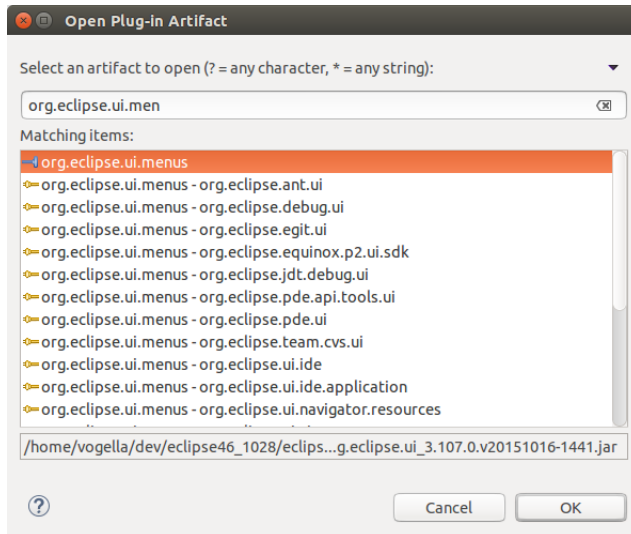 Open Plug-in Artifact
Select an artifact to open (? = any character, * = any string):
org.eclipse.ui.men
Matching items:
org.eclipse.ui.menus
org.eclipse.ui.menus - org.eclipse.ant.ui
org.eclipse.ui.menus - org.eclipse.debug.ui
org.eclipse.ui.menus - org.eclipse.egit.ui
org.eclipse.ui.menus - org.eclipse.equinox.p2.ui.sdk
org.eclipse.ui.menus - org.eclipse.jdt.debug.ui
org.eclipse.ui.menus - org.eclipse.pde.api.tools.ui
org.eclipse.ui.menus - org.eclipse.pde.ui
org.eclipse.ui.menus - org.eclipse.team.cvs.ui
org.eclipse.ui.menus - org.eclipse.ui.ide
org.eclipse.ui.menus - org.eclipse.ui.ide.application
org.eclipse.ui.menus - org.eclipse.ui.navigator.resources
/home/vogella/dev/eclipse46_1028/eclips...g.eclipse.ui_3.107.0.v20151016-1441.jar
Cancel OK